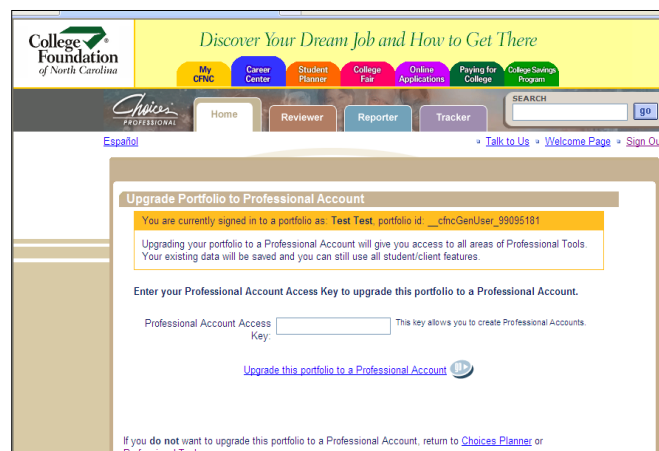 College
Foundation
of North Carolina
Discover Your Dream Job and How to Get There
My
CFNC
Career
Center
Student
Planner
College
Fair
Online
Applications
Paying for
College
College Savings
Program
Choices
PROFESSIONAL
Home
Reviewer
Reporter
Tracker
SEARCH
go
Español
Talk to Us
Welcome Page
Sign Ou
Upgrade Portfolio to Professional Account
You are currently signed in to a portfolio as: Test Test, portfolio id: __cfncGenUser_99095181
Upgrading your portfolio to a Professional Account will give you access to all areas of Professional Tools.
Your existing data will be saved and you can still use all student/client features.
Enter your Professional Account Access Key to upgrade this portfolio to a Professional Account.
Professional Account Access
Key:
This key allows you to create Professional Accounts.
Upgrade this portfolio to a Professional Account
If you do not want to upgrade this portfolio to a Professional Account, return to Choices Planner or